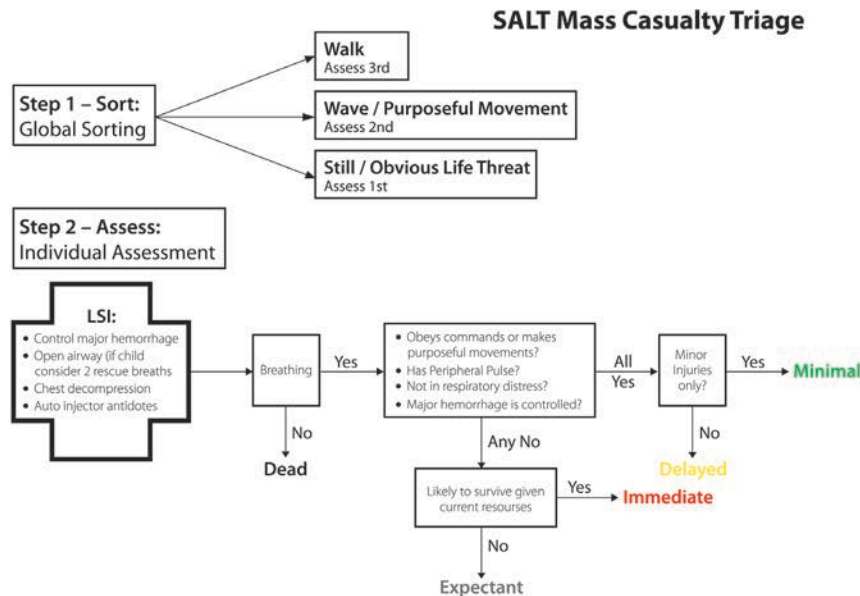 SALT Mass Casualty Triage
Walk
Assess 3rd
Step 1 – Sort:
Global Sorting
Wave / Purposeful Movement
Assess 2nd
Still / Obvious Life Threat
Assess 1st
Step 2 – Assess:
Individual Assessment
LSI:
• Control major hemorrhage
• Open airway (if child
consider 2 rescue breaths
• Chest decompression
• Auto injector antidotes
Breathing
Yes
No
Dead
• Obeys commands or makes
purposeful movements?
• Has Peripheral Pulse?
• Not in respiratory distress?
• Major hemorrhage is controlled?
All
Yes
Minor
Injuries
only?
Yes
Minimal
No
Delayed
Any No
Likely to survive given
current resourses
Yes
Immediate
No
Expectant